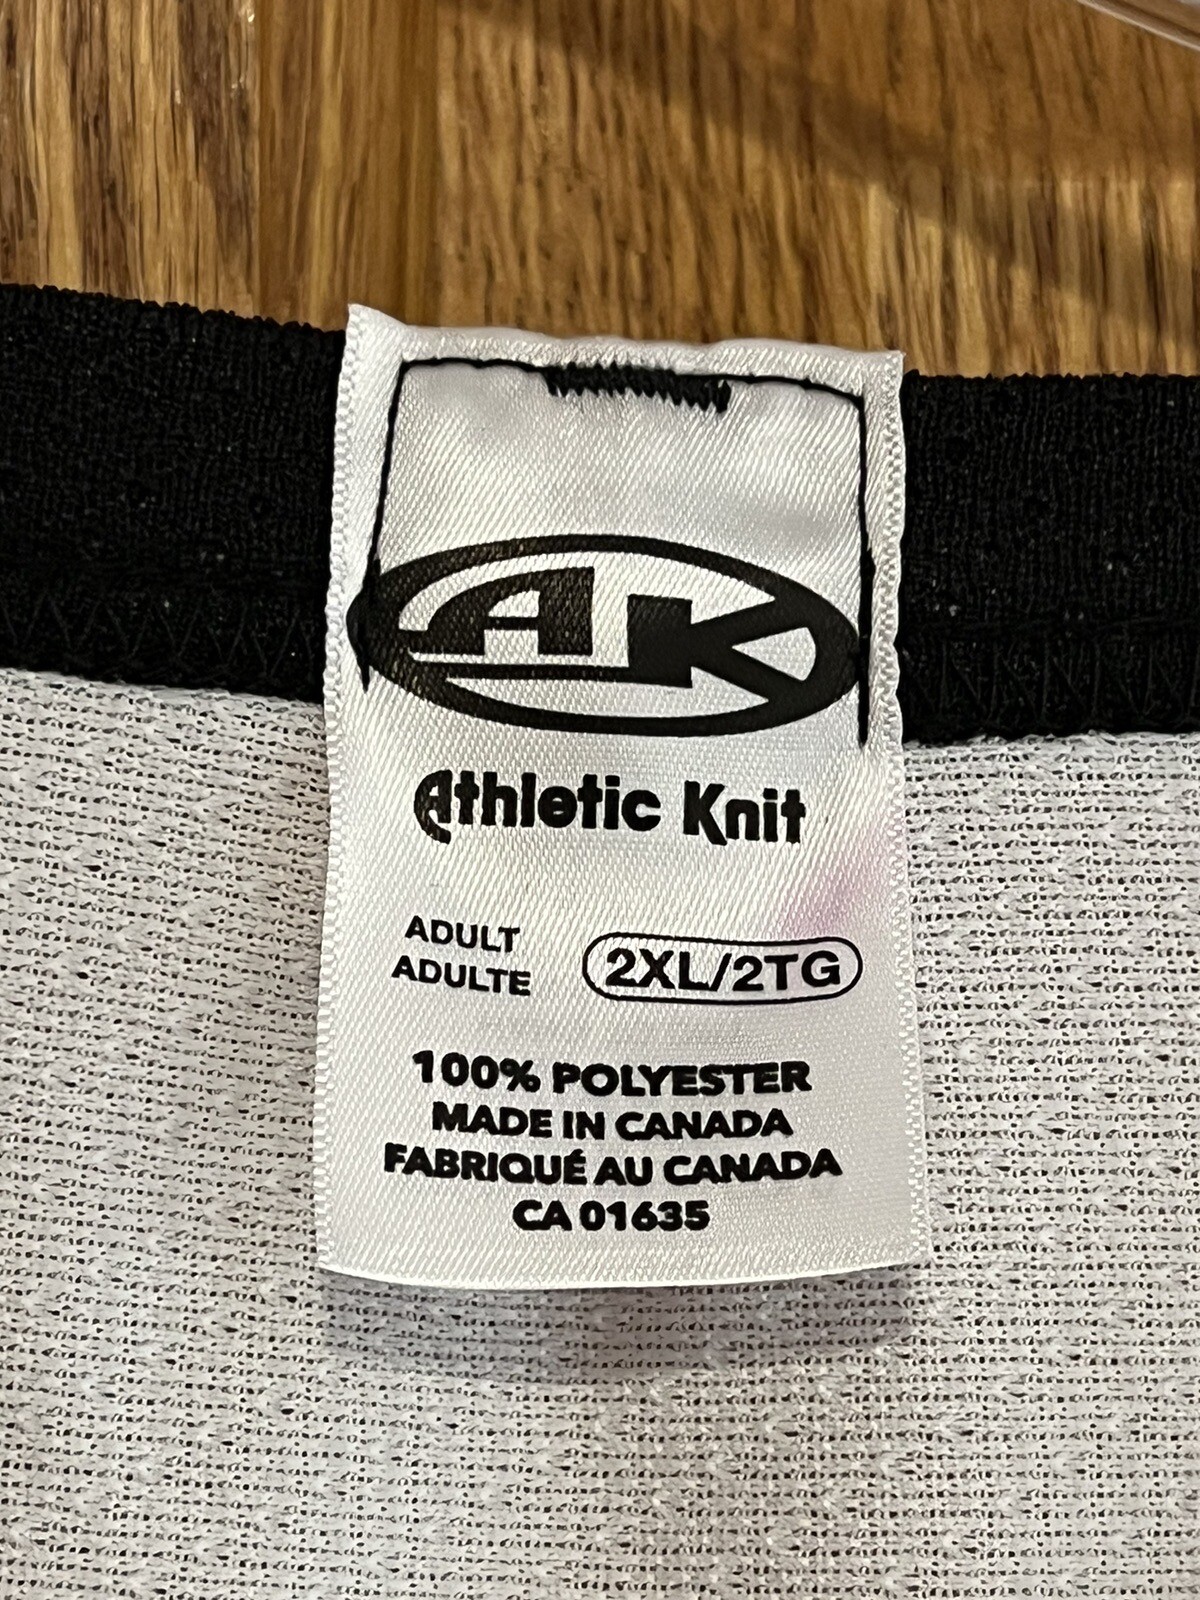 AK
Athletic Knit
ADULT
ADULTE
2XL/2TG
100% POLYESTER
MADE IN CANADA
FABRIQUÉ AU CANADA
CA 01635